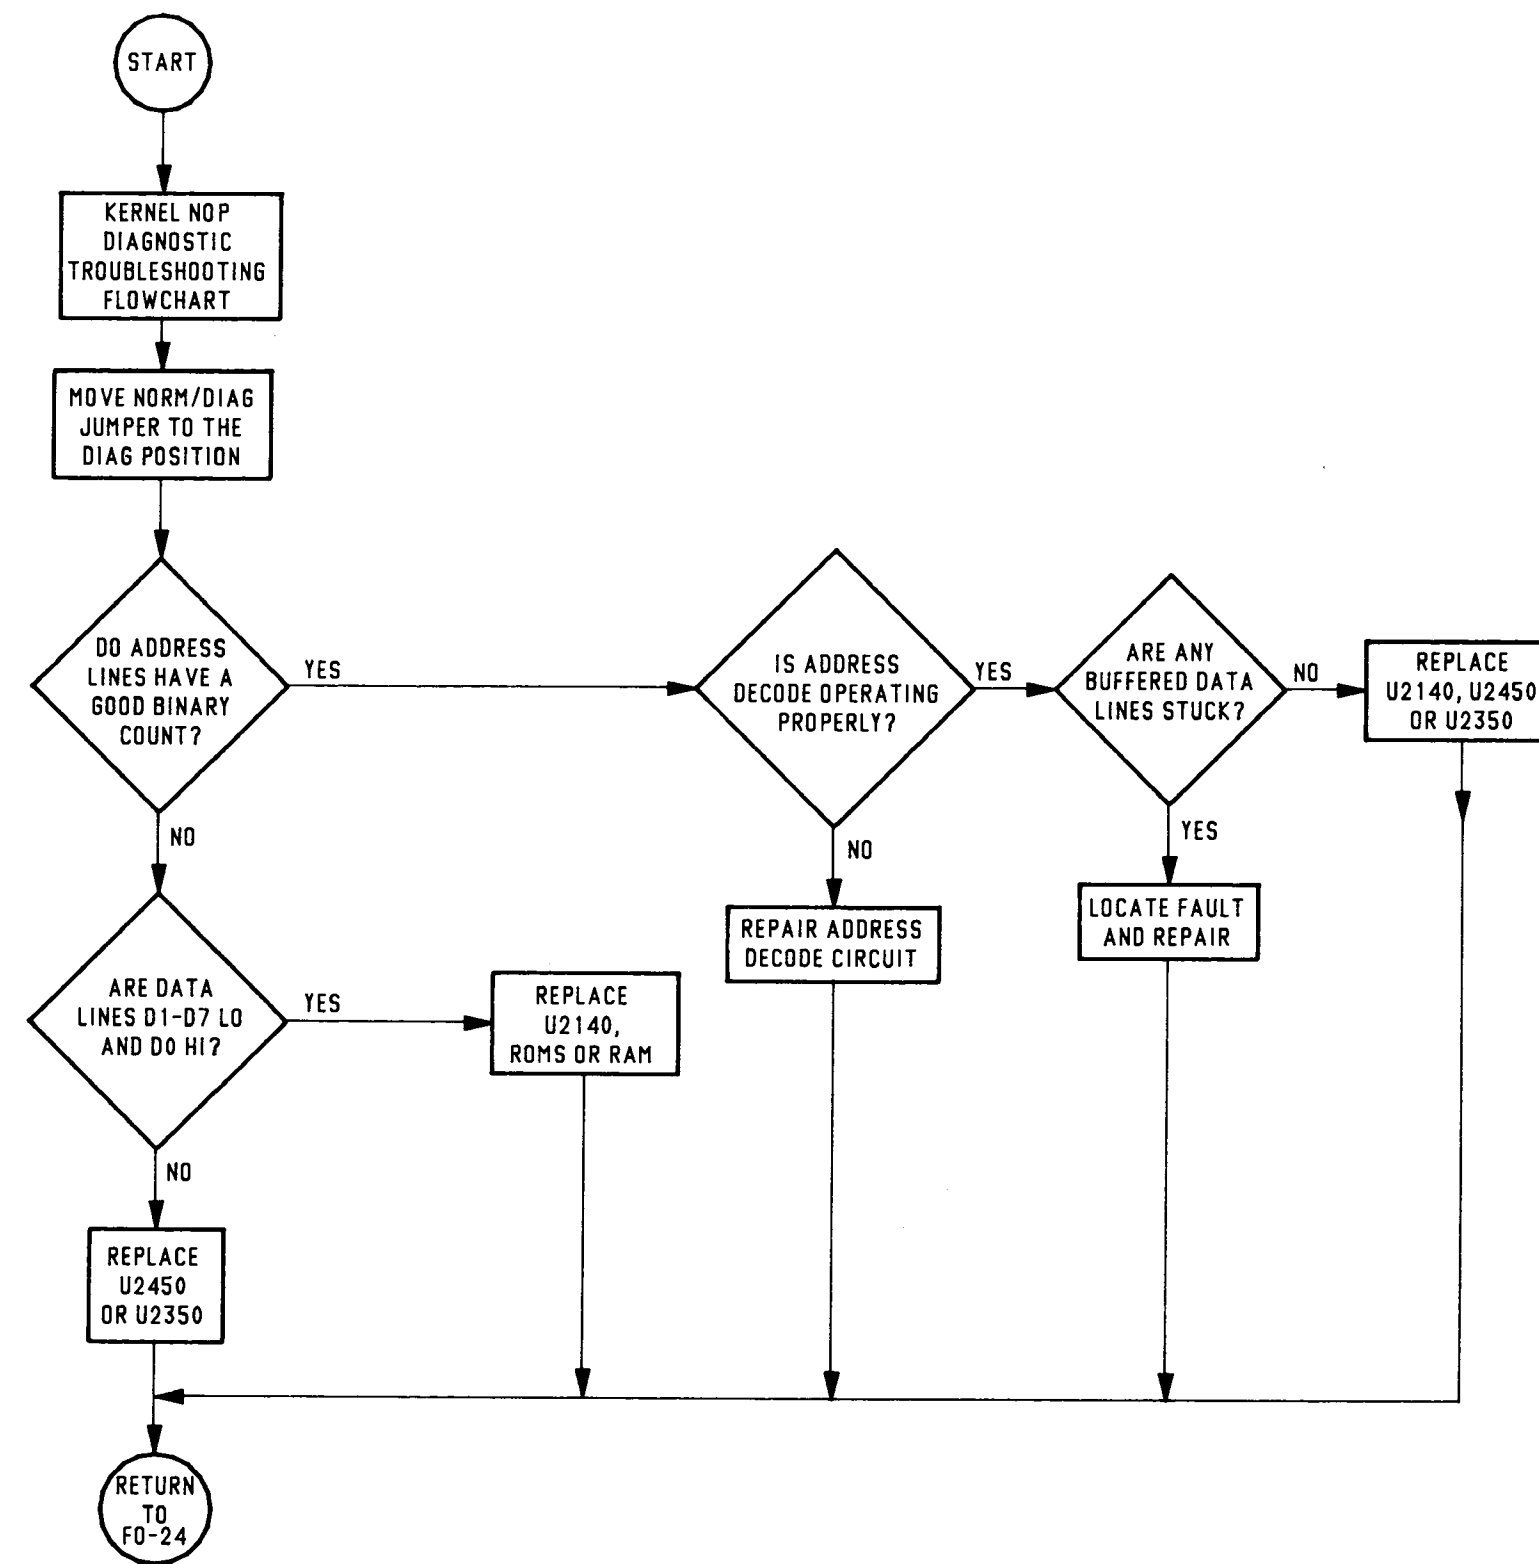 START
KERNEL NOP
DIAGNOSTIC
TROUBLESHOOTING
FLOWCHART
MOVE NORM/DIAG
JUMPER TO THE
DIAG POSITION
DO ADDRESS
LINES HAVE A
GOOD BINARY
COUNT?
YES
IS ADDRESS
DECODE OPERATING
PROPERLY?
YES
ARE ANY
BUFFERED DATA
LINES STUCK?
NO
REPLACE
U2140, U2450
OR U2350
NO
NO
YES
REPAIR ADDRESS
DECODE CIRCUIT
LOCATE FAULT
AND REPAIR
ARE DATA
LINES D1-D7 LO
AND D0 HI?
YES
REPLACE
U2140,
ROMS OR RAM
NO
REPLACE
U2450
OR U2350
RETURN
TO
FO-24